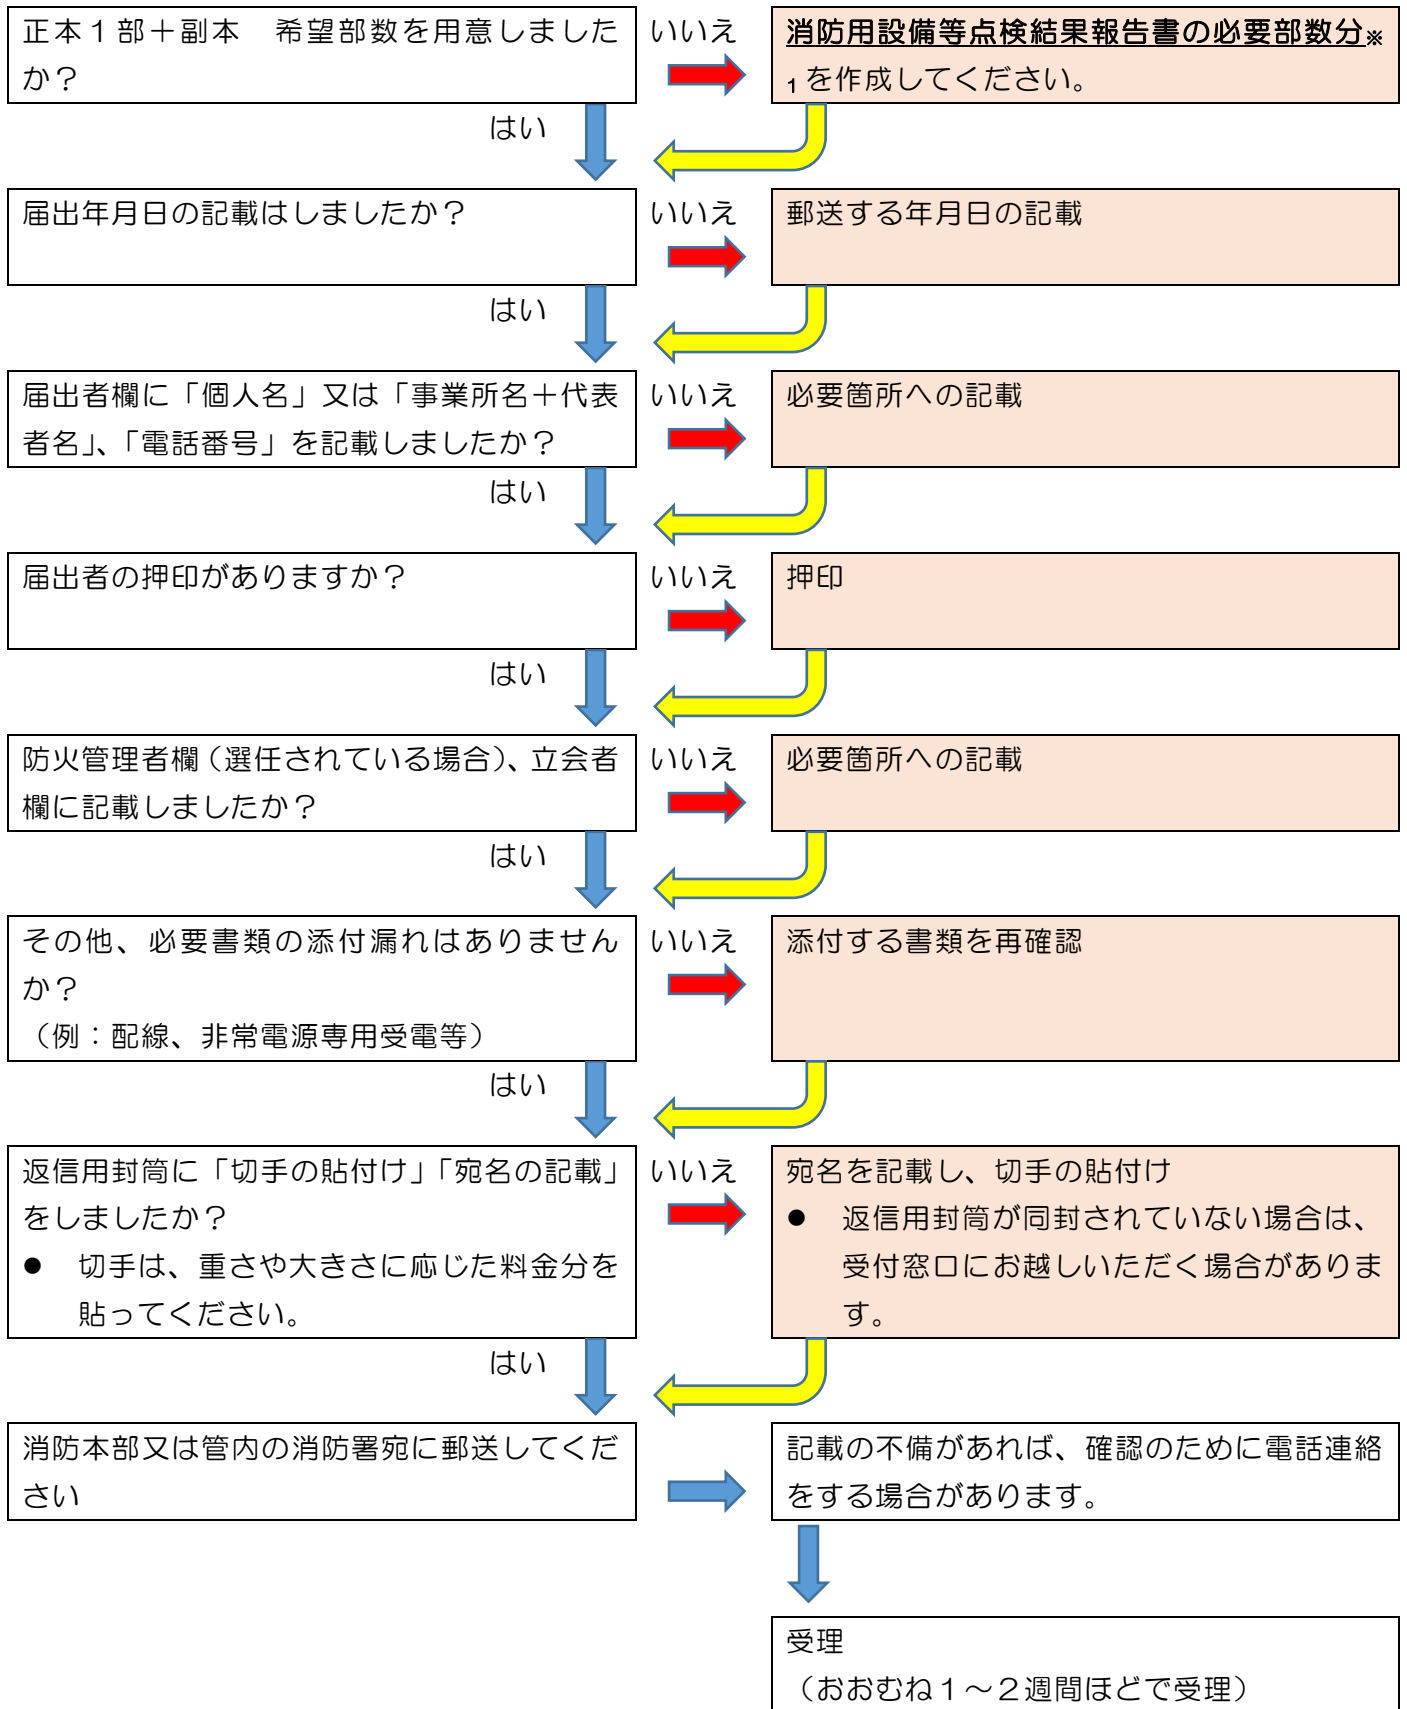 正本１部＋副本　希望部数を用意しました
か？
いいえ
消防用設備等点検結果報告書の必要部数分※
1を作成してください。
はい
届出年月日の記載はしましたか？
いいえ
郵送する年月日の記載
はい
届出者欄に「個人名」又は「事業所名＋代表
者名」、「電話番号」を記載しましたか？
いいえ
必要箇所への記載
はい
届出者の押印がありますか？
いいえ
押印
はい
防火管理者欄（選任されている場合）、立会者
欄に記載しましたか？
いいえ
必要箇所への記載
はい
その他、必要書類の添付漏れはありません
か？
（例：配線、非常電源専用受電等）
いいえ
添付する書類を再確認
はい
返信用封筒に「切手の貼付け」「宛名の記載」
をしましたか？
● 切手は、重さや大きさに応じた料金分を
貼ってください。
いいえ
宛名を記載し、切手の貼付け
● 返信用封筒が同封されていない場合は、
受付窓口にお越しいただく場合がありま
す。
はい
消防本部又は管内の消防署宛に郵送してくだ
さい
記載の不備があれば、確認のために電話連絡
をする場合があります。
受理
（おおむね１～２週間ほどで受理）